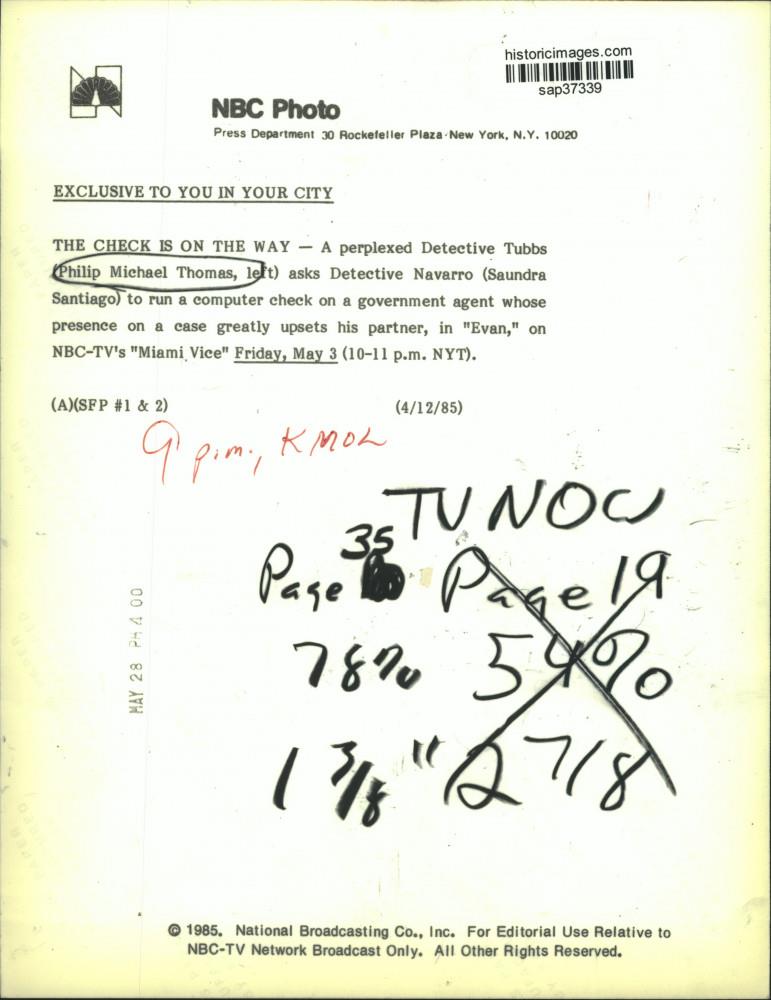 historicimages.com
sap37339
NBC Photo
Press Department 30 Rockefeller Plaza·New York, N.Y. 10020
EXCLUSIVE TO YOU IN YOUR CITY
THE CHECK IS ON THE WAY — A perplexed Detective Tubbs
(Philip Michael Thomas, left) asks Detective Navarro (Saundra
Santiago) to run a computer check on a government agent whose
presence on a case greatly upsets his partner, in "Evan," on
NBC-TV's "Miami Vice" Friday, May 3 (10-11 p.m. NYT).
(A)(SFP #1 & 2) (4/12/85)
9 p.m., KMOL
TV NOW
Page 35 Page 19
78% 54%
1 3/8" 2 7/8
MAY 28 PM 4 00
© 1985. National Broadcasting Co., Inc. For Editorial Use Relative to
NBC-TV Network Broadcast Only. All Other Rights Reserved.